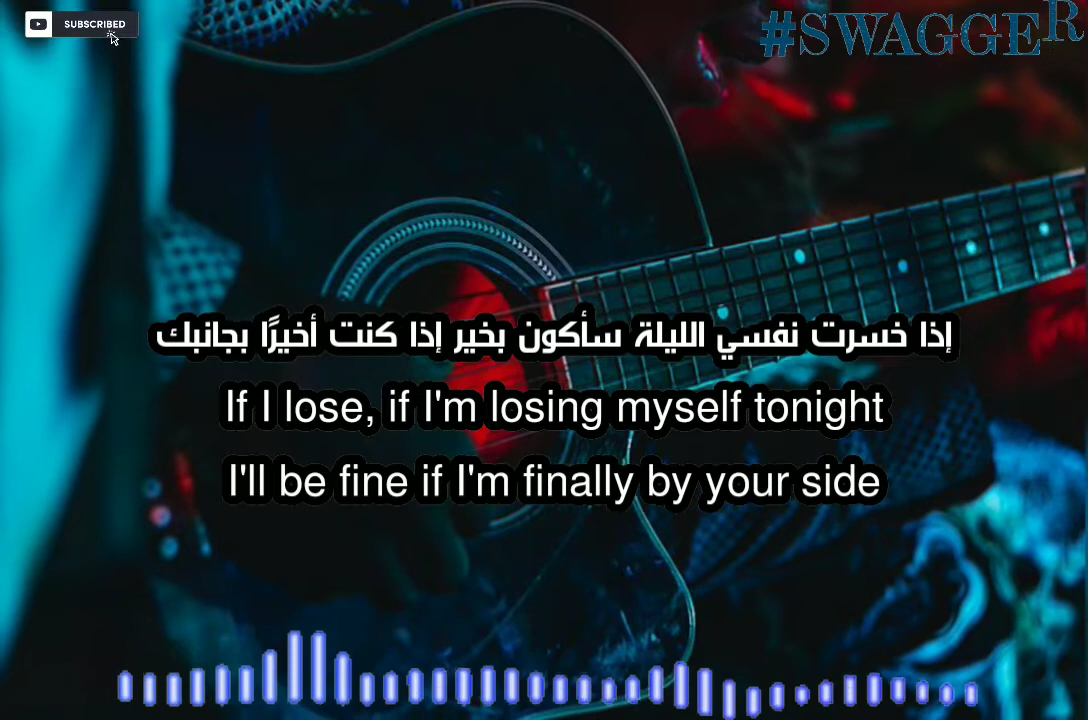 SUBSCRIBED
#SWAGGER
إذا خسرت نفسي الليلة سأكون بخير إذا كنت أخيرًا بجانبك
If I lose, if I'm losing myself tonight
I'll be fine if I'm finally by your side